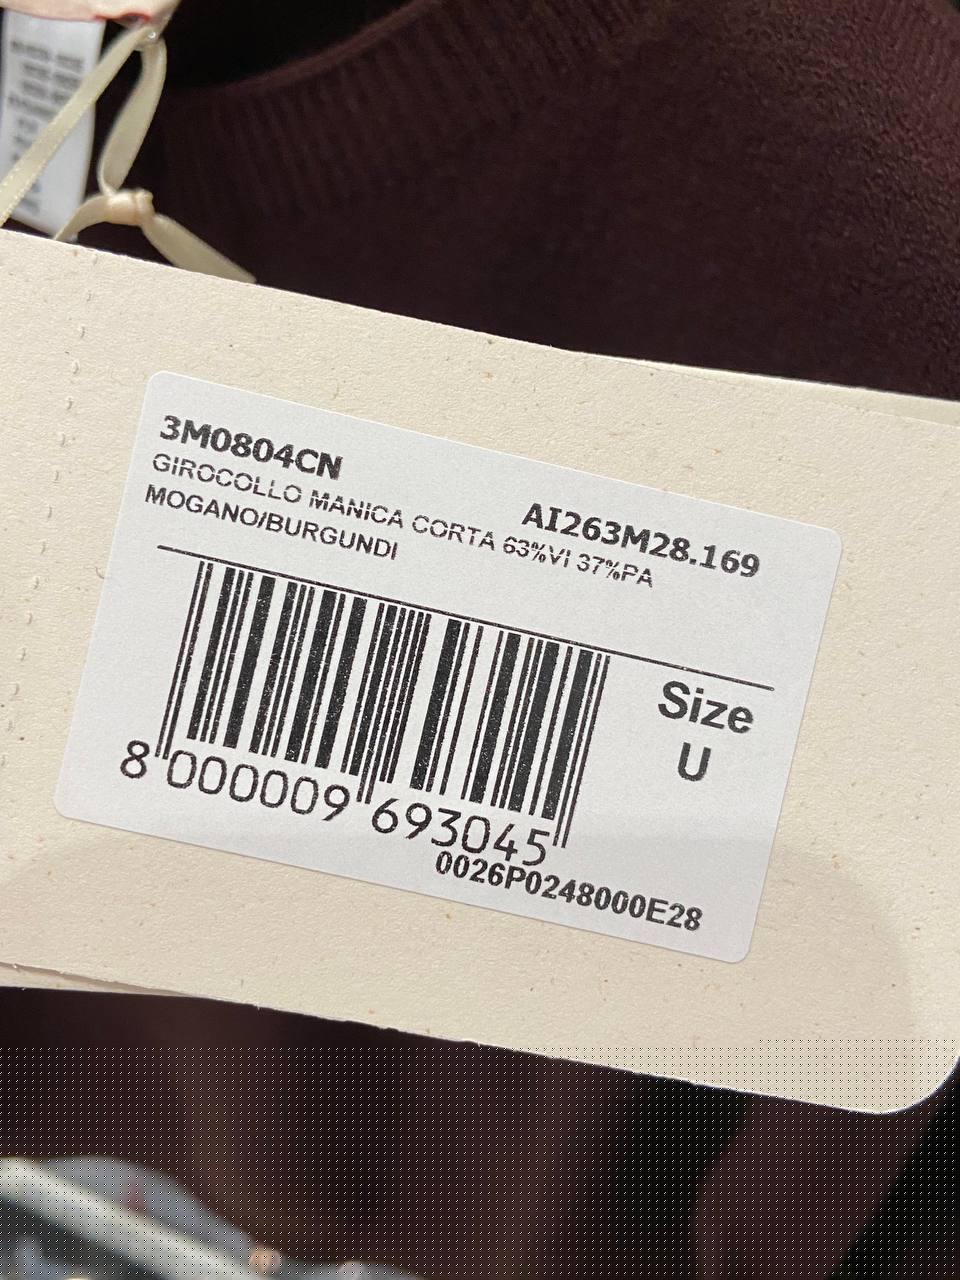 3M0804CN
AI263M28.169
GIROCOLLO MANICA CORTA 63%VI 37%PA
MOGANO/BURGUNDI
Size
U
8 000009 693045
0026P0248000E28